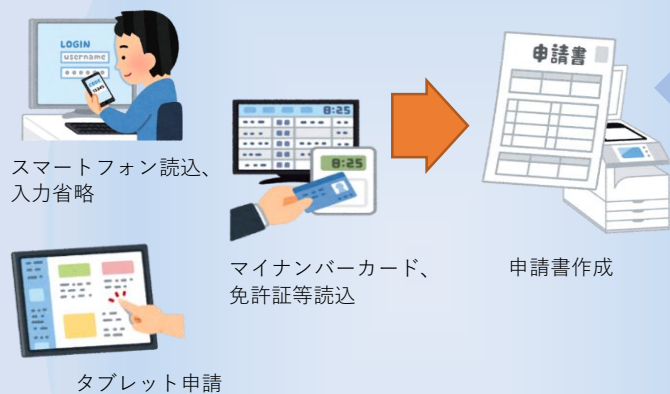 LOGIN
username
CODE
8:25
8:25
申請書
スマートフォン読込、
入力省略
マイナンバーカード、
免許証等読込
申請書作成
タブレット申請